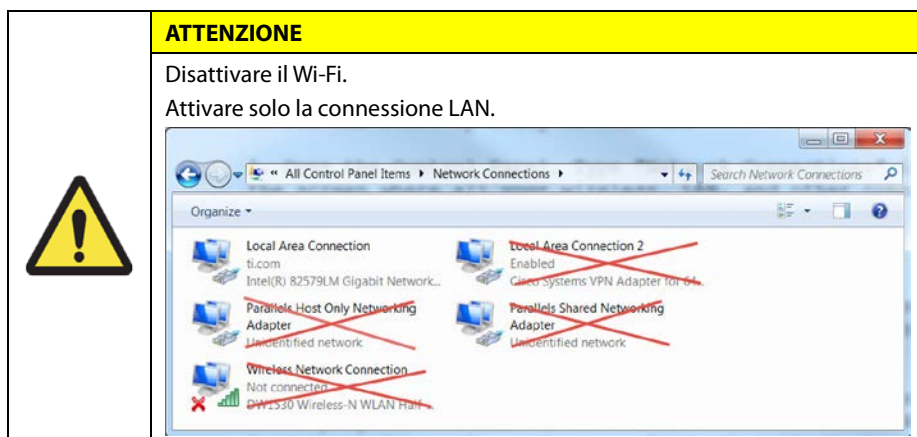 ATTENZIONE
Disattivare il Wi-Fi.
Attivare solo la connessione LAN.
« All Control Panel Items ▸ Network Connections ▸
Search Network Connections
Organize
Local Area Connection
ti.com
Intel(R) 82579LM Gigabit Network...
Local Area Connection 2
Enabled
Cisco Systems VPN Adapter for 64...
Parallels Host Only Networking
Adapter
Unidentified network
Parallels Shared Networking
Adapter
Unidentified network
Wireless Network Connection
Not connected
DW1530 Wireless-N WLAN Half-...